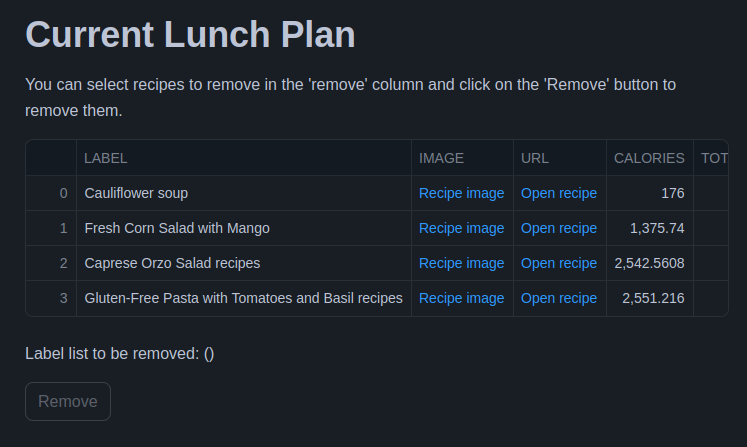 Current Lunch Plan
You can select recipes to remove in the 'remove' column and click on the 'Remove' button to
remove them.
LABEL IMAGE URL CALORIES TOT
0 Cauliflower soup Recipe image Open recipe 176
1 Fresh Corn Salad with Mango Recipe image Open recipe 1,375.74
2 Caprese Orzo Salad recipes Recipe image Open recipe 2,542.5608
3 Gluten-Free Pasta with Tomatoes and Basil recipes Recipe image Open recipe 2,551.216
Label list to be removed: ()
Remove